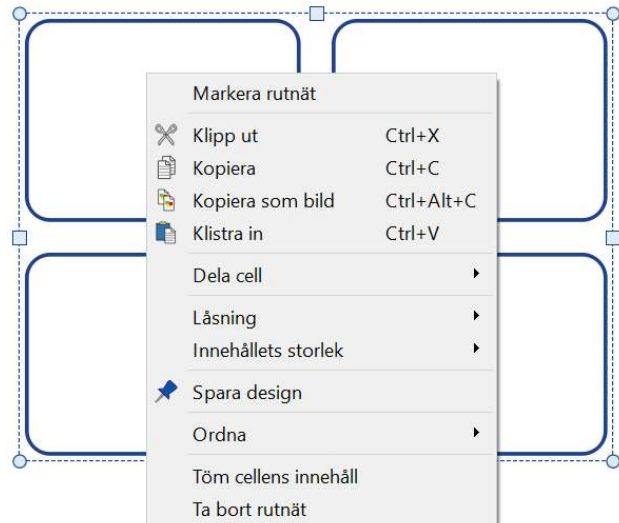 Markera rutnät
Klipp ut Ctrl+X
Kopiera Ctrl+C
Kopiera som bild Ctrl+Alt+C
Klistra in Ctrl+V
Dela cell
Låsning
Innehållets storlek
Spara design
Ordna
Töm cellens innehåll
Ta bort rutnät